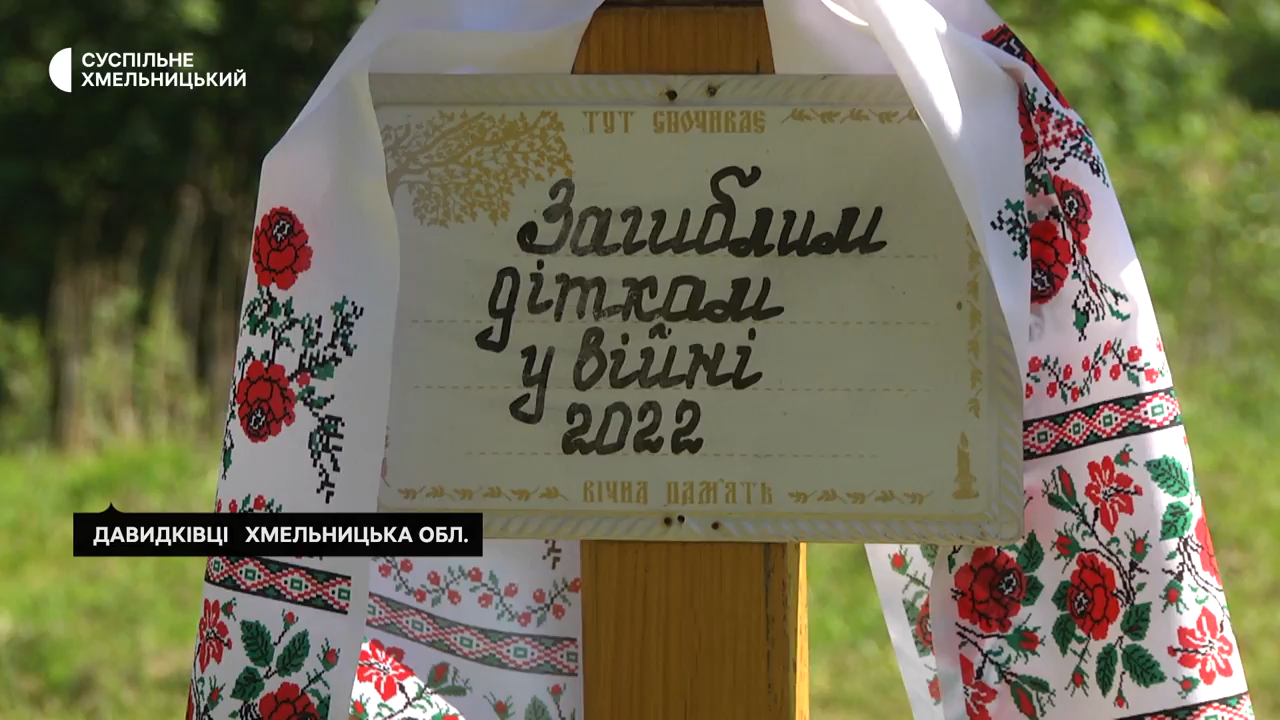 СУСПІЛЬНЕ
ХМЕЛЬНИЦЬКИЙ
ТУТ СПОЧИВАЄ
Загиблим
діткам
у війні
2022
ВІЧНА ПАМ'ЯТЬ
ДАВИДКІВЦІ ХМЕЛЬНИЦЬКА ОБЛ.